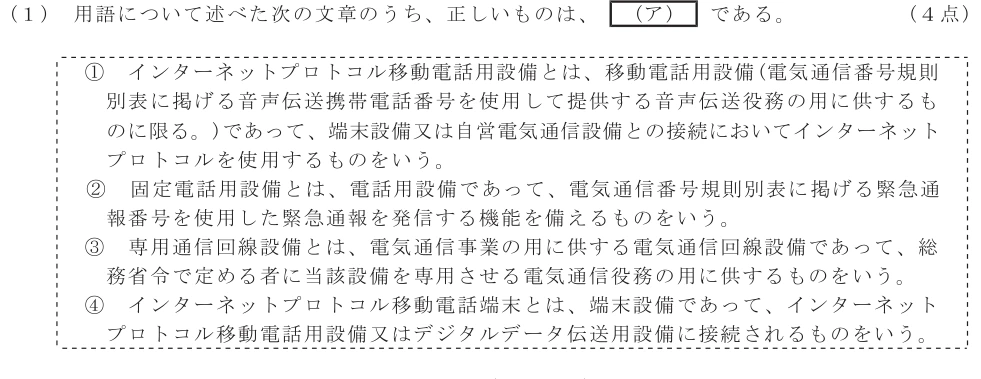 （１） 用語について述べた次の文章のうち、正しいものは、 （ア） である。 （４点）
① インターネットプロトコル移動電話用設備とは、移動電話用設備(電気通信番号規則
別表に掲げる音声伝送携帯電話番号を使用して提供する音声伝送役務の用に供するも
のに限る。)であって、端末設備又は自営電気通信設備との接続においてインターネット
プロトコルを使用するものをいう。
② 固定電話用設備とは、電話用設備であって、電気通信番号規則別表に掲げる緊急通
報番号を使用した緊急通報を発信する機能を備えるものをいう。
③ 専用通信回線設備とは、電気通信事業の用に供する電気通信回線設備であって、総
務省令で定める者に当該設備を専用させる電気通信役務の用に供するものをいう。
④ インターネットプロトコル移動電話端末とは、端末設備であって、インターネット
プロトコル移動電話用設備又はデジタルデータ伝送用設備に接続されるものをいう。